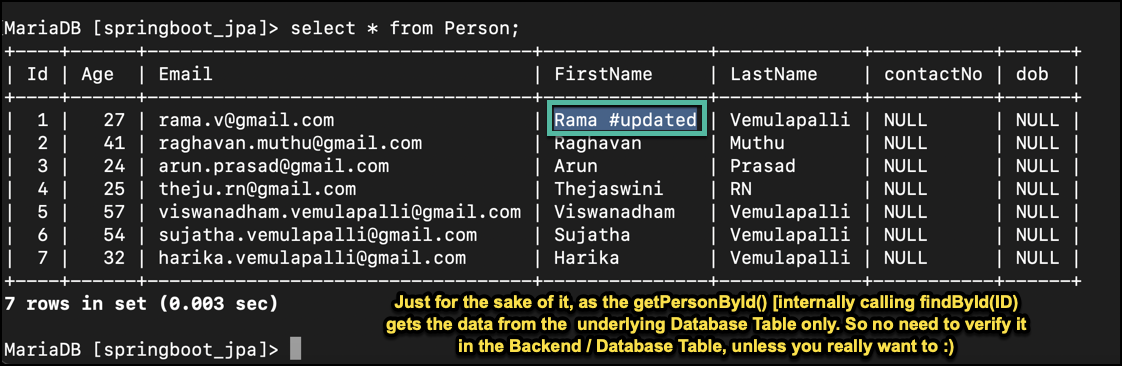 MariaDB [springboot_jpa]> select * from Person;
+----+------+----------------------------------+---------------+-------------+-----------+------+
| Id | Age | Email | FirstName | LastName | contactNo | dob |
+----+------+----------------------------------+---------------+-------------+-----------+------+
| 1 | 27 | rama.v@gmail.com | Rama #updated | Vemulapalli | NULL | NULL |
| 2 | 41 | raghavan.muthu@gmail.com | Raghavan | Muthu | NULL | NULL |
| 3 | 24 | arun.prasad@gmail.com | Arun | Prasad | NULL | NULL |
| 4 | 25 | theju.rn@gmail.com | Thejaswini | RN | NULL | NULL |
| 5 | 57 | viswanadham.vemulapalli@gmail.com | Viswanadham | Vemulapalli | NULL | NULL |
| 6 | 54 | sujatha.vemulapalli@gmail.com | Sujatha | Vemulapalli | NULL | NULL |
| 7 | 32 | harika.vemulapalli@gmail.com | Harika | Vemulapalli | NULL | NULL |
+----+------+----------------------------------+---------------+-------------+-----------+------+
7 rows in set (0.003 sec)
Just for the sake of it, as the getPersonById() [internally calling findById(ID)
gets the data from the underlying Database Table only. So no need to verify it
in the Backend / Database Table, unless you really want to :)
MariaDB [springboot_jpa]>